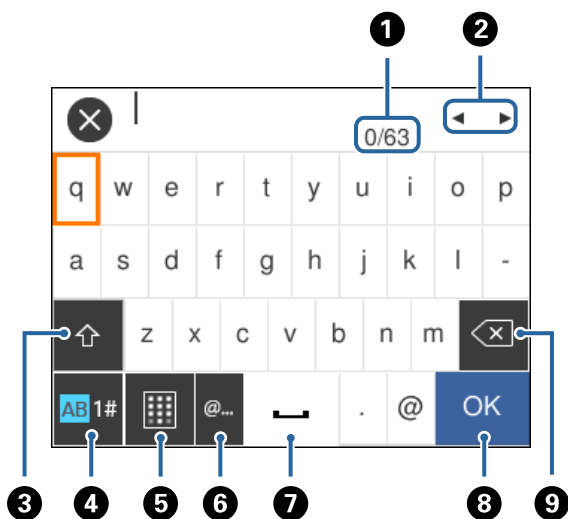 1 2
0/63
q w e r t y u i o p
a s d f g h j k l -
z x c v b n m
AB 1# @... . @ OK
3 4 5 6 7 8 9